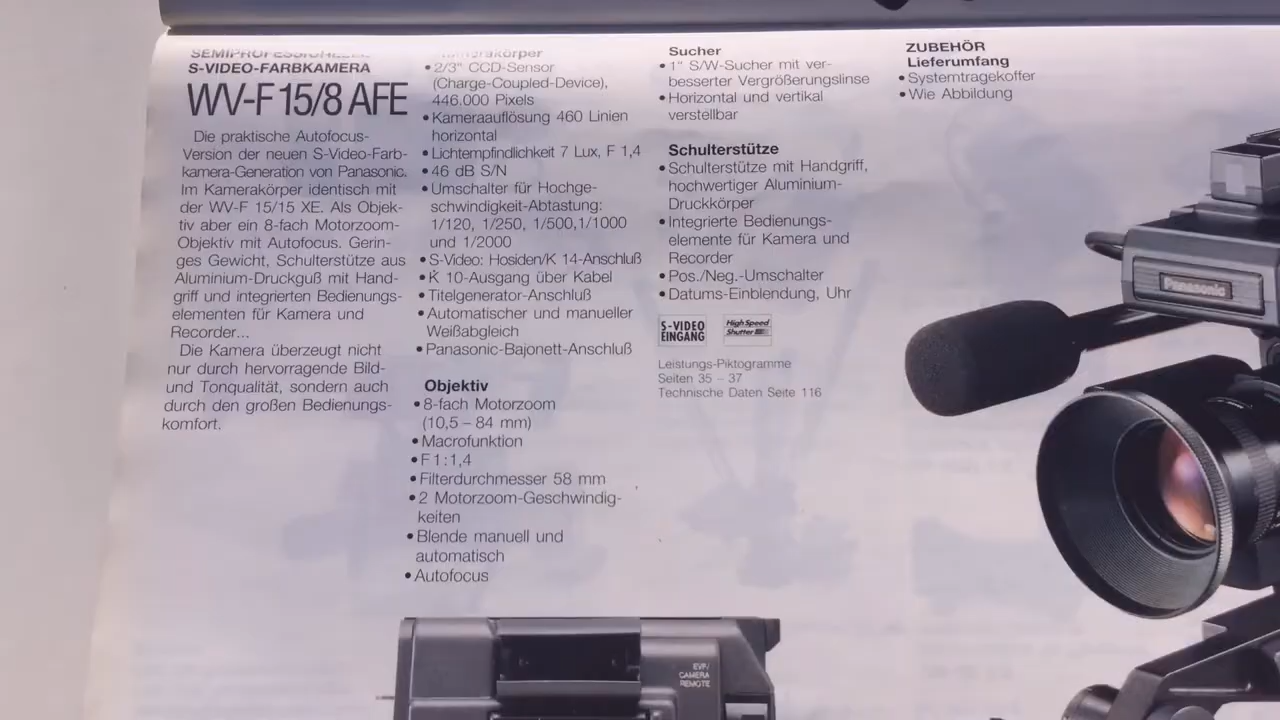 SEMIPROFESSIONELLE
S-VIDEO-FARBKAMERA
WV-F 15/8 AFE
Die praktische Autofocus-
Version der neuen S-Video-Farb-
kamera-Generation von Panasonic.
Im Kamerakörper identisch mit
der WV-F 15/15 XE. Als Objek-
tiv aber ein 8-fach Motorzoom-
Objektiv mit Autofocus. Gerin-
ges Gewicht, Schulterstütze aus
Aluminium-Druckguß mit Hand-
griff und integrierten Bedienungs-
elementen für Kamera und
Recorder...
Die Kamera überzeugt nicht
nur durch hervorragende Bild-
und Tonqualität, sondern auch
durch den großen Bedienungs-
komfort.
Kamerakörper
• 2/3" CCD-Sensor
(Charge-Coupled-Device),
446.000 Pixels
• Kameraauflösung 460 Linien
horizontal
• Lichtempfindlichkeit 7 Lux, F 1,4
• 46 dB S/N
• Umschalter für Hochge-
schwindigkeit-Abtastung:
1/120, 1/250, 1/500,1/1000
und 1/2000
• S-Video: Hosiden/K 14-Anschluß
• K 10-Ausgang über Kabel
• Titelgenerator-Anschluß
• Automatischer und manueller
Weißabgleich
• Panasonic-Bajonett-Anschluß
Objektiv
• 8-fach Motorzoom
(10,5 – 84 mm)
• Macrofunktion
• F 1:1,4
• Filterdurchmesser 58 mm
• 2 Motorzoom-Geschwindig-
keiten
• Blende manuell und
automatisch
• Autofocus
Sucher
• 1" S/W-Sucher mit ver-
besserter Vergrößerungslinse
• Horizontal und vertikal
verstellbar
Schulterstütze
• Schulterstütze mit Handgriff,
hochwertiger Aluminium-
Druckkörper
• Integrierte Bedienungs-
elemente für Kamera und
Recorder
• Pos./Neg.-Umschalter
• Datums-Einblendung, Uhr
S-VIDEO
EINGANG
High Speed
Shutter
Leistungs-Piktogramme
Seiten 35 – 37
Technische Daten Seite 116
ZUBEHÖR
Lieferumfang
• Systemtragekoffer
• Wie Abbildung
Panasonic
EVF/
CAMERA
REMOTE